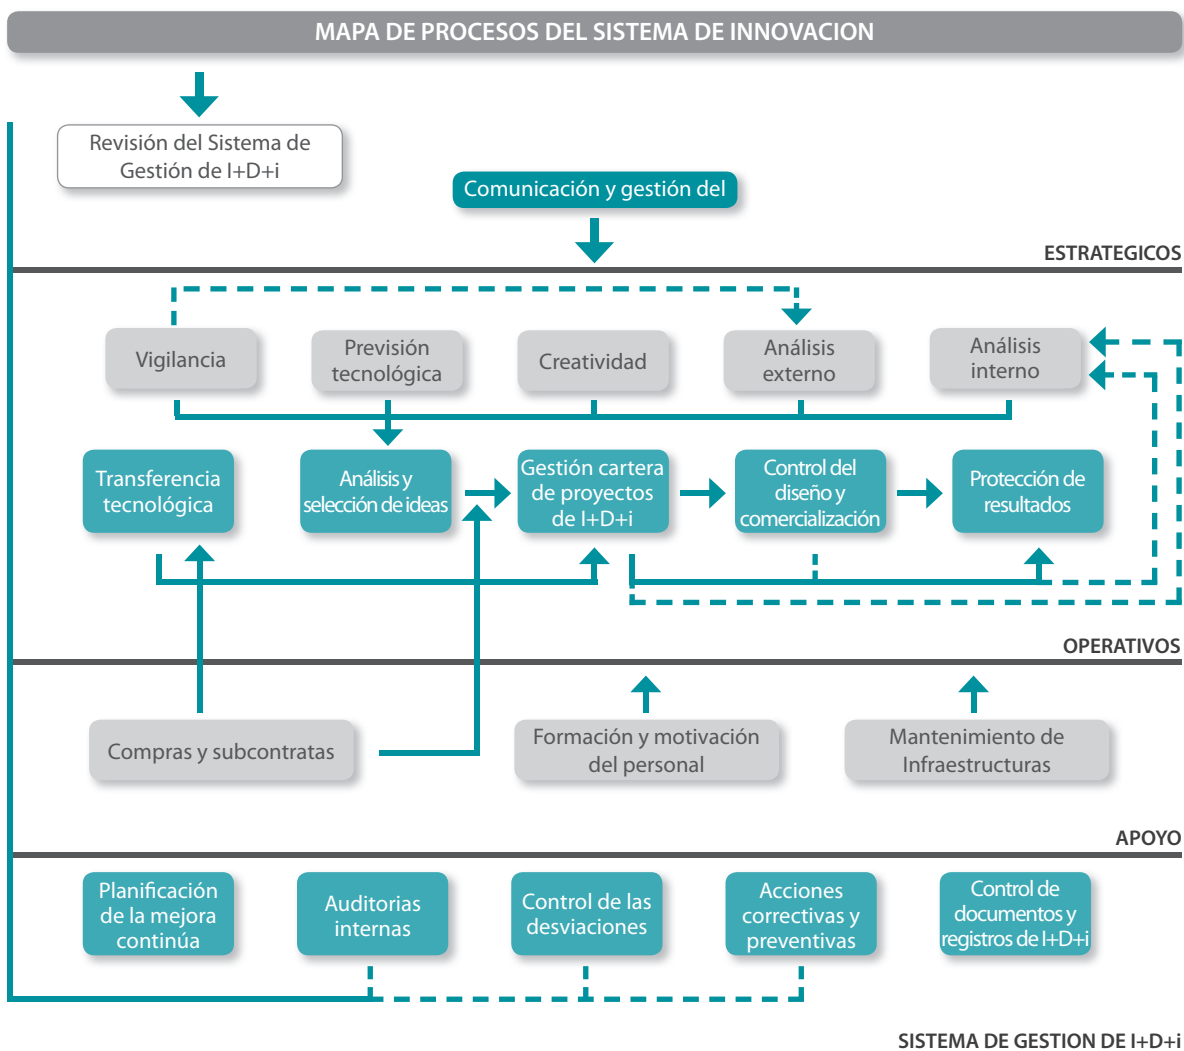 MAPA DE PROCESOS DEL SISTEMA DE INNOVACION
Revisión del Sistema de
Gestión de I+D+i
Comunicación y gestión del
ESTRATEGICOS
Vigilancia
Previsión
tecnológica
Creatividad
Análisis
externo
Análisis
interno
Transferencia
tecnológica
Análisis y
selección de ideas
Gestión cartera
de proyectos
de I+D+i
Control del
diseño y
comercialización
Protección de
resultados
OPERATIVOS
Compras y subcontratas
Formación y motivación
del personal
Mantenimiento de
Infraestructuras
APOYO
Planificación
de la mejora
continúa
Auditorias
internas
Control de las
desviaciones
Acciones
correctivas y
preventivas
Control de
documentos y
registros de I+D+i
SISTEMA DE GESTION DE I+D+i